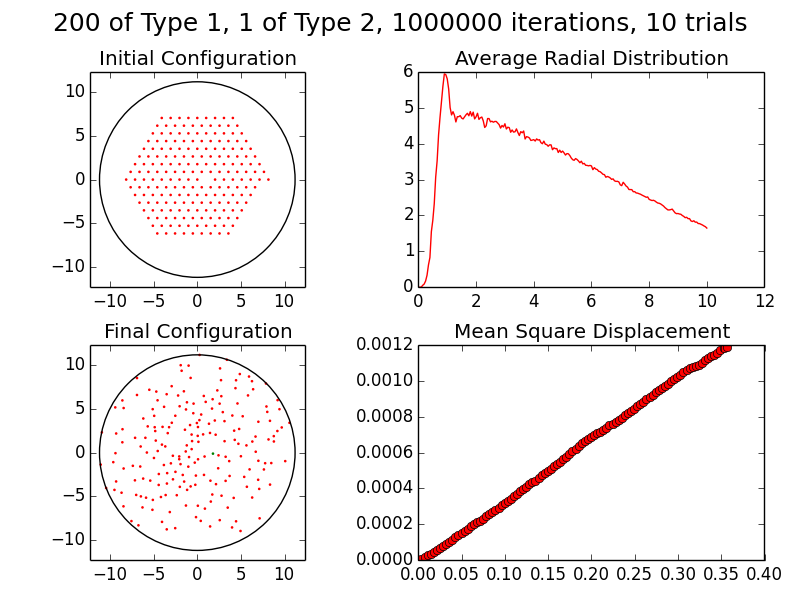 200 of Type 1, 1 of Type 2, 1000000 iterations, 10 trials
Initial Configuration
10
5
0
−5
−10
−10 −5 0 5 10
Average Radial Distribution
6
5
4
3
2
1
0
0 2 4 6 8 10 12
Final Configuration
10
5
0
−5
−10
−10 −5 0 5 10
Mean Square Displacement
0.0012
0.0010
0.0008
0.0006
0.0004
0.0002
0.0000
0.00 0.05 0.10 0.15 0.20 0.25 0.30 0.35 0.40